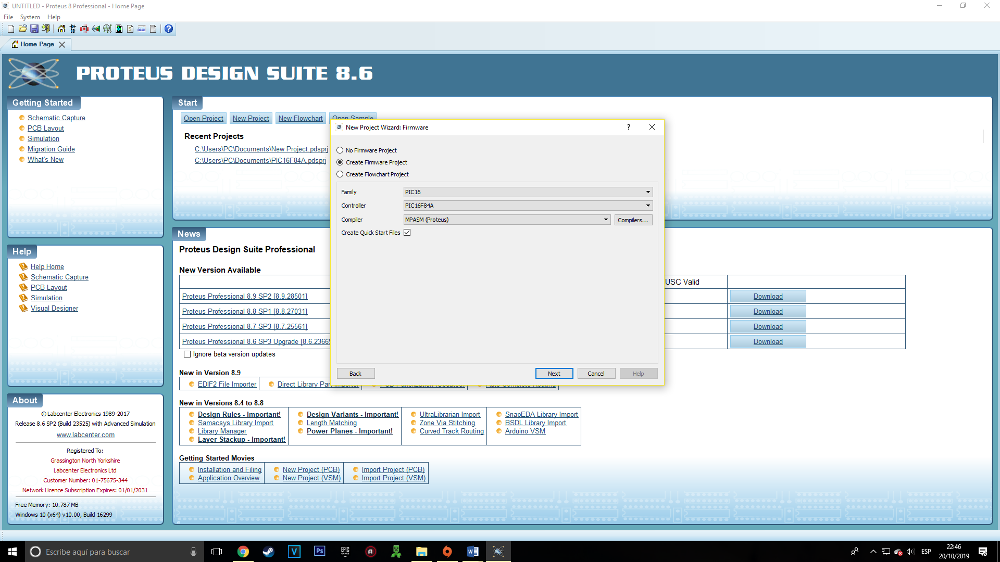 UNTITLED - Proteus 8 Professional - Home Page
File System Help
Home Page
PROTEUS DESIGN SUITE 8.6
Getting Started
Schematic Capture
PCB Layout
Simulation
Migration Guide
What's New
Help
Help Home
Schematic Capture
PCB Layout
Simulation
Visual Designer
About
© Labcenter Electronics 1989-2017
Release 8.6 SP2 (Build 23525) with Advanced Simulation
www.labcenter.com
Registered To:
Grassington North Yorkshire
Labcenter Electronics Ltd
Customer Number: 01-75675-344
Network Licence Subscription Expires: 01/01/2031
Free Memory: 10.787 MB
Windows 10 (x64) v10.00, Build 16299
Start
Open Project New Project New Flowchart Open Sample
Recent Projects
C:\Users\PC\Documents\New Project.pdsprj
C:\Users\PC\Documents\PIC16F84A.pdsprj
New Project Wizard: Firmware
?
No Firmware Project
Create Firmware Project
Create Flowchart Project
Family PIC16
Controller PIC16F84A
Compiler MPASM (Proteus) Compilers...
Create Quick Start Files
Back Next Cancel Help
News
Proteus Design Suite Professional
New Version Available
USC Valid
Proteus Professional 8.9 SP2 [8.9.28501] Download
Proteus Professional 8.8 SP1 [8.8.27031] Download
Proteus Professional 8.7 SP3 [8.7.25561] Download
Proteus Professional 8.6 SP3 Upgrade [8.6.23669 Download
Ignore beta version updates
New in Version 8.9
EDIF2 File Importer Direct Library Part Importer PCB Panelization (Updated) Auto Complete Routing
New in Versions 8.4 to 8.8
Design Rules - Important! Design Variants - Important! UltraLibrarian Import SnapEDA Library Import
Samacsys Library Import Length Matching Zone Via Stitching BSDL Library Import
Library Manager Power Planes - Important! Curved Track Routing Arduino VSM
Layer Stackup - Important!
Getting Started Movies
Installation and Filing New Project (PCB) Import Project (PCB)
Application Overview New Project (VSM) Import Project (VSM)
Escribe aquí para buscar
V
Ps
EPIC GAMES
W
ESP
22:46
20/10/2019